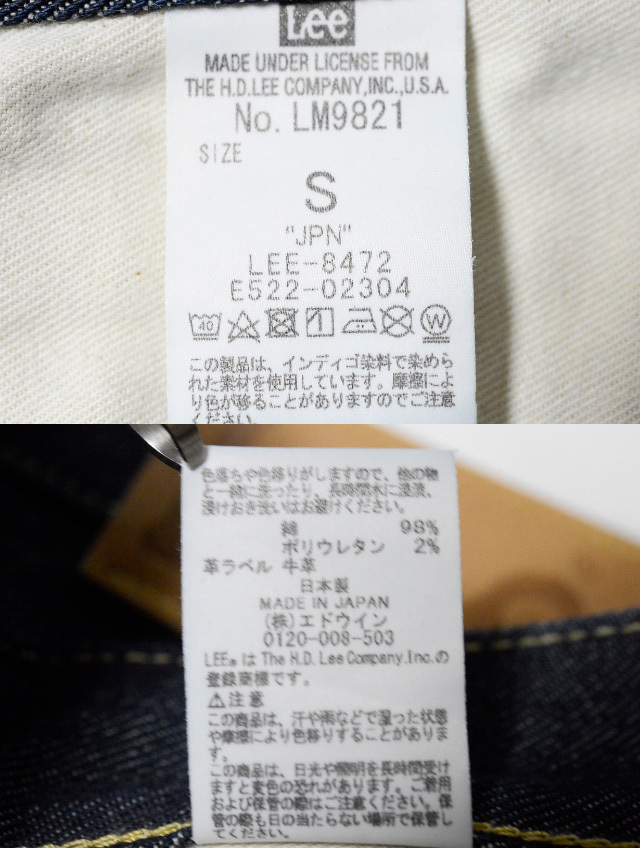 Lee
MADE UNDER LICENSE FROM
THE H.D.LEE COMPANY,INC.,U.S.A.
No. LM9821
SIZE
S
"JPN"
LEE-8472
E522-02304
40
W
この製品は、インディゴ染料で染めら
れた素材を使用しています。摩擦によ
り色が移ることがありますのでご注意
ください。
色落ちや色移りがしますので、他の物
と一緒に洗ったり、長時間水に浸漬、
浸けおき洗いはお避けください。
綿 98%
ポリウレタン 2%
革ラベル 牛革
日本製
MADE IN JAPAN
(株)エドウイン
0120-008-503
LEE®は The H.D. Lee Company.Inc.の
登録商標です。
⚠注意
この商品は、汗や雨などで湿った状態
や摩擦により色移りすることがありま
す。
この商品は、日光や照明を長時間受け
ますと変色の恐れがあります。ご着用
および保管の際はご注意ください。保
管の際も日の当たらない場所で保管し
てください。